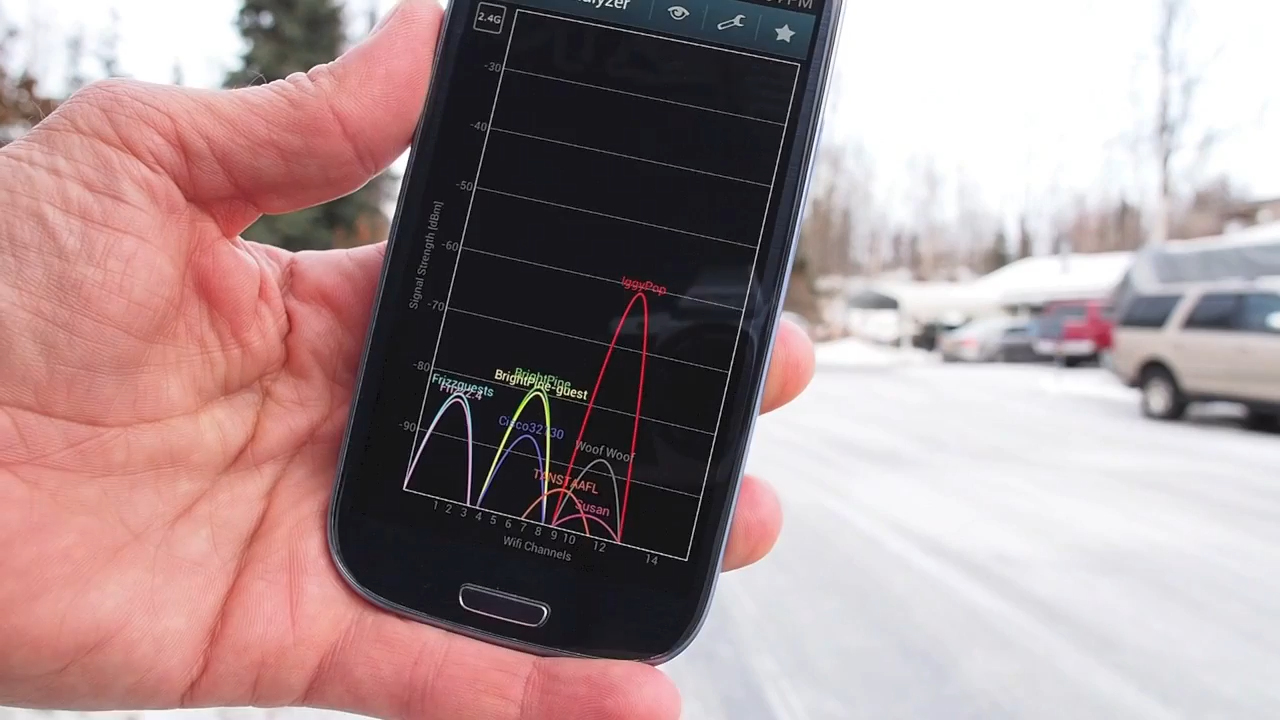 alyzer
2.4G
-30
-40
-50
-60
-70
-80
-90
Signal Strength [dBm]
IggyPop
BrightPine
BrightPine-guest
Frizzguests
Cisco32730
Woof Woof
TANSTAAFL
Susan
1 2 3 4 5 6 7 8 9 10 12 14
Wifi Channels